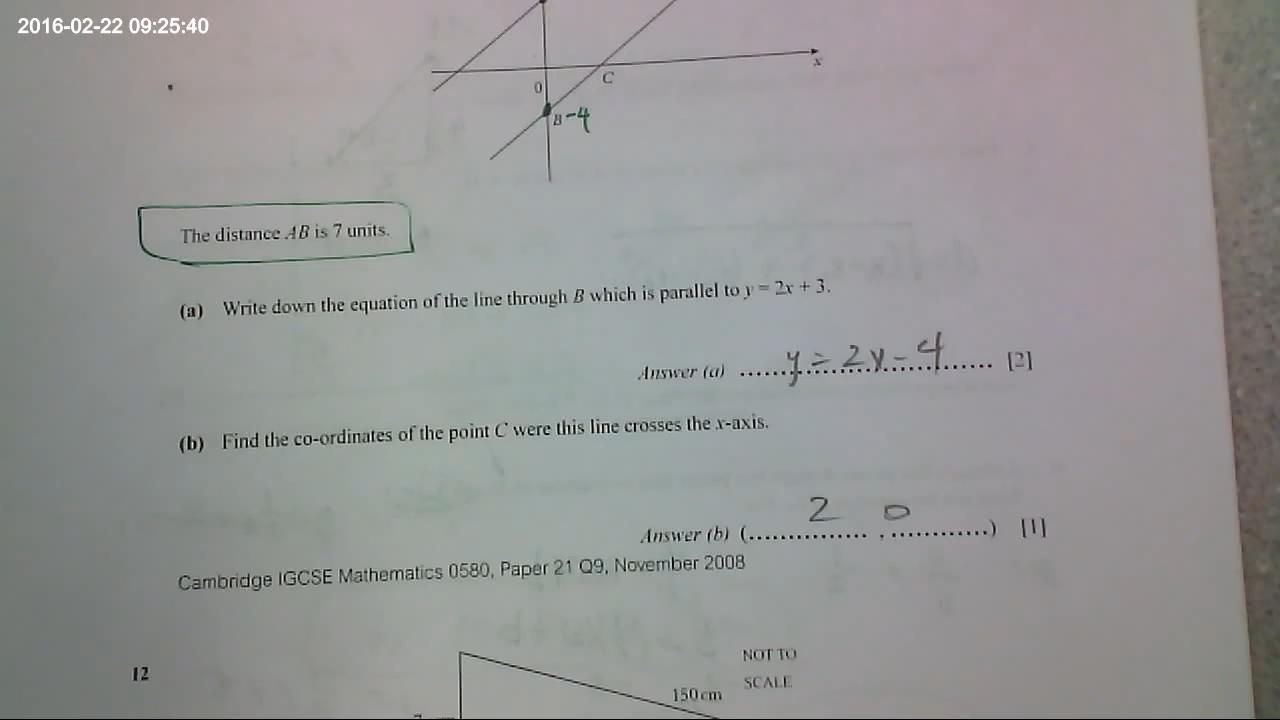 2016-02-22 09:25:40
x
0
C
B -4
The distance AB is 7 units.
(a) Write down the equation of the line through B which is parallel to y = 2x + 3.
Answer (a) ........ y = 2x - 4 ........ [2]
(b) Find the co-ordinates of the point C were this line crosses the x-axis.
2 0
Answer (b) (................ , .............) [1]
Cambridge IGCSE Mathematics 0580, Paper 21 Q9, November 2008
12
NOT TO
SCALE
150 cm